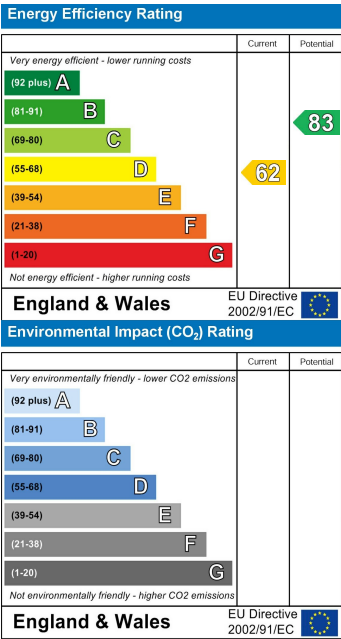 Energy Efficiency Rating
Current Potential
Very energy efficient - lower running costs
(92 plus) A
(81-91) B
83
(69-80) C
(55-68) D
62
(39-54) E
(21-38) F
(1-20) G
Not energy efficient - higher running costs
England & Wales
EU Directive
2002/91/EC
Environmental Impact (CO₂) Rating
Current Potential
Very environmentally friendly - lower CO2 emissions
(92 plus) A
(81-91) B
(69-80) C
(55-68) D
(39-54) E
(21-38) F
(1-20) G
Not environmentally friendly - higher CO2 emissions
England & Wales
EU Directive
2002/91/EC